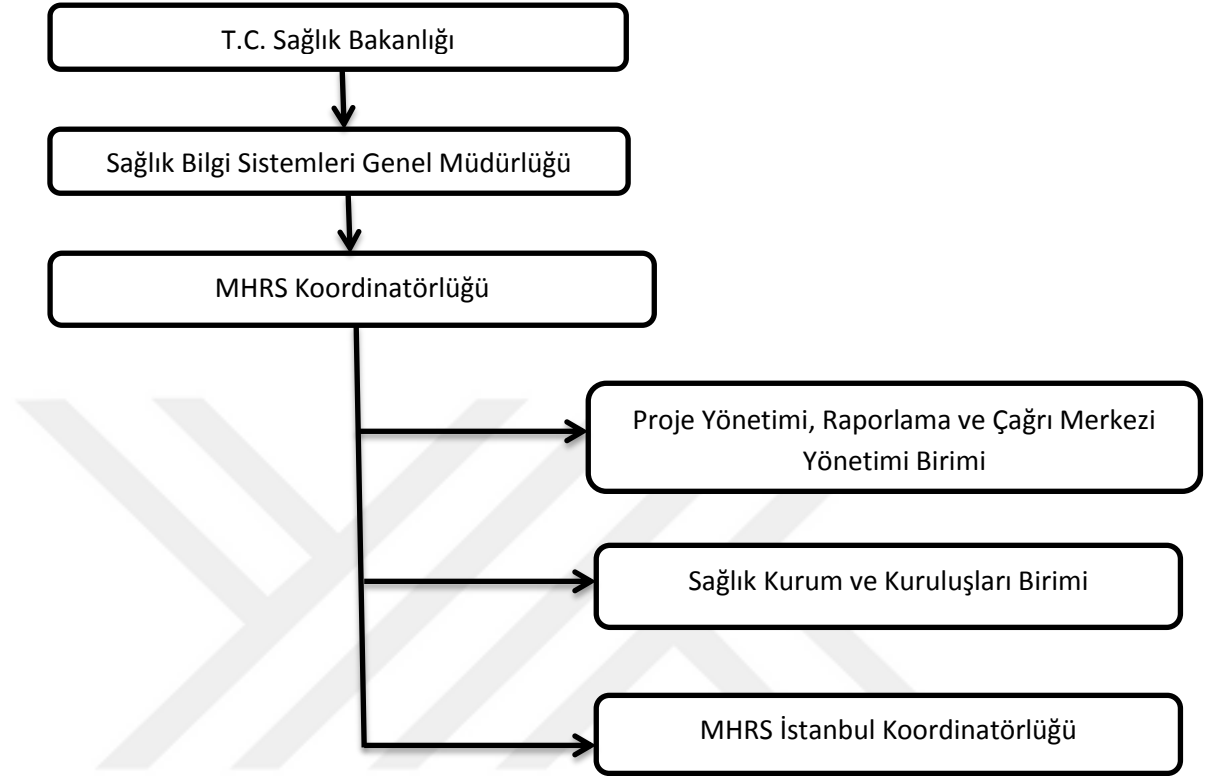 T.C. Sağlık Bakanlığı
Sağlık Bilgi Sistemleri Genel Müdürlüğü
MHRS Koordinatörlüğü
Proje Yönetimi, Raporlama ve Çağrı Merkezi
Yönetimi Birimi
Sağlık Kurum ve Kuruluşları Birimi
MHRS İstanbul Koordinatörlüğü